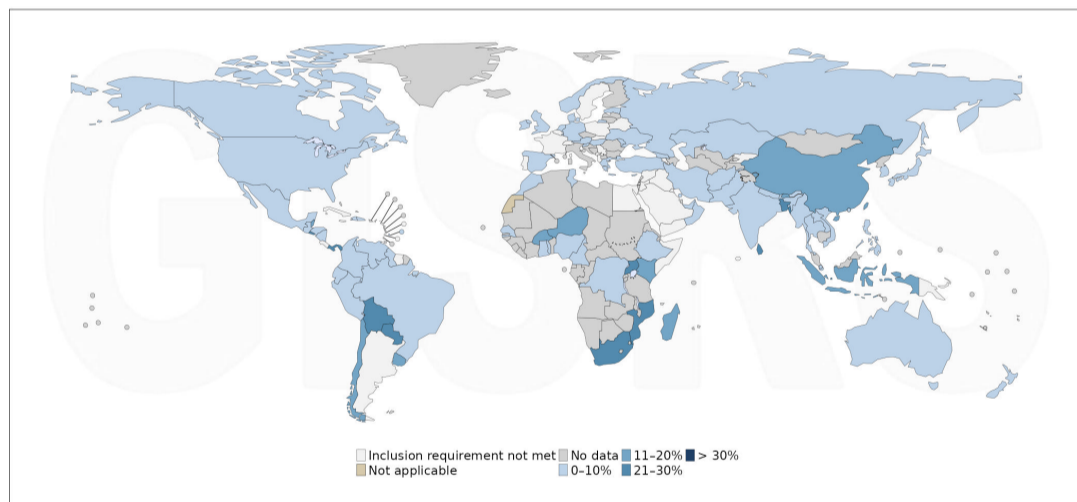 GISRS
Inclusion requirement not met No data 11–20% > 30%
Not applicable 0–10% 21–30%